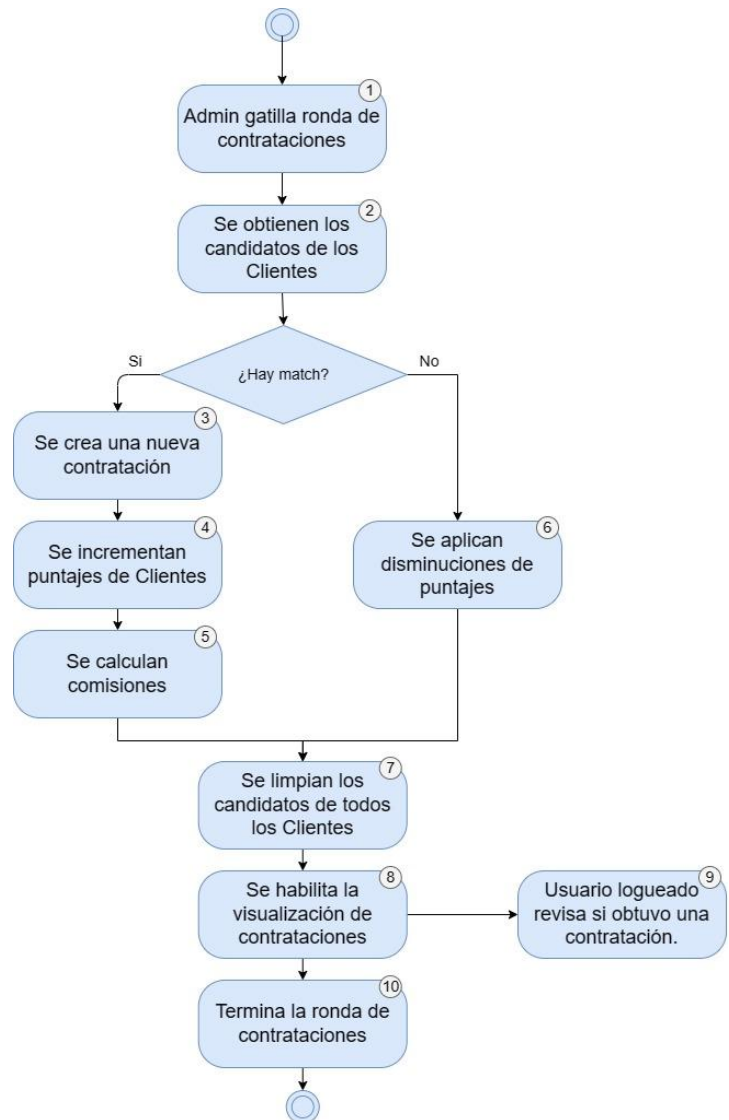 1
Admin gatilla ronda de
contrataciones
2
Se obtienen los
candidatos de los
Clientes
¿Hay match?
Si
No
3
Se crea una nueva
contratación
4
Se incrementan
puntajes de Clientes
5
Se calculan
comisiones
6
Se aplican
disminuciones de
puntajes
7
Se limpian los
candidatos de todos
los Clientes
8
Se habilita la
visualización de
contrataciones
9
Usuario logueado
revisa si obtuvo una
contratación.
10
Termina la ronda de
contrataciones